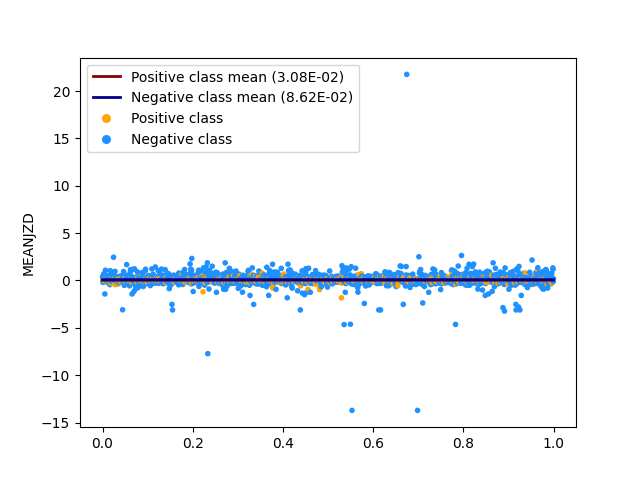 Positive class mean (3.08E-02)
Negative class mean (8.62E-02)
Positive class
Negative class
MEANJZD
20
15
10
5
0
−5
−10
−15
0.0 0.2 0.4 0.6 0.8 1.0